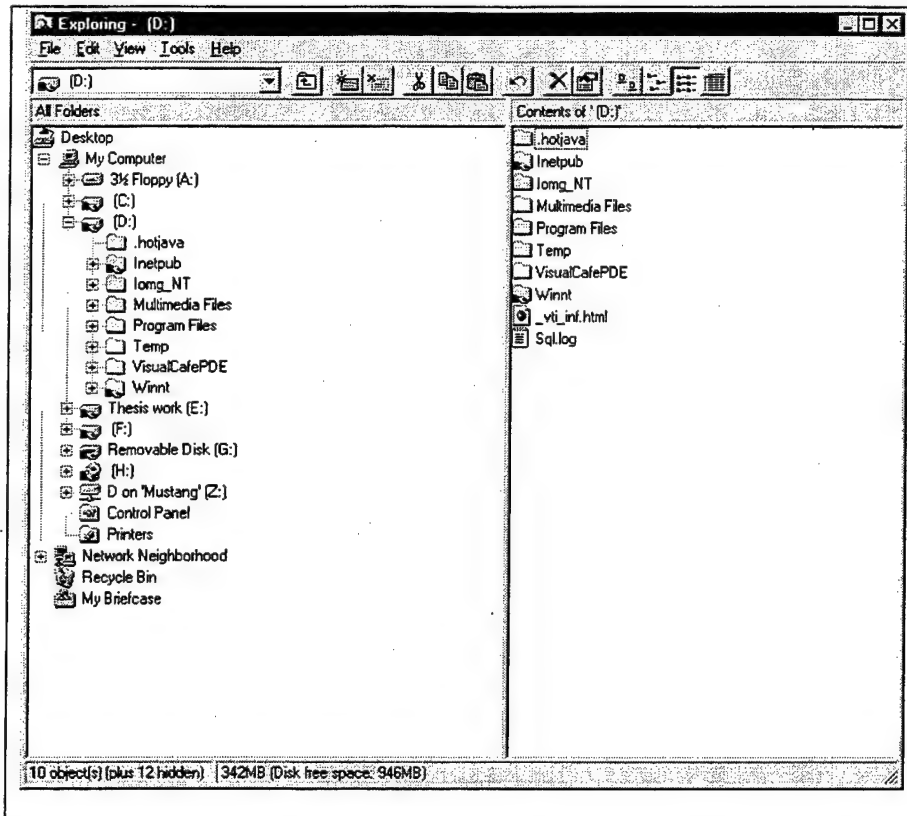 Exploring - (D:)
File Edit View Tools Help
(D:)
All Folders
Contents of '(D:)'
Desktop
My Computer
3½ Floppy (A:)
(C:)
(D:)
.hotjava
Inetpub
Iomg_NT
Multimedia Files
Program Files
Temp
VisualCafePDE
Winnt
Thesis work (E:)
(F:)
Removable Disk (G:)
(H:)
D on 'Mustang' (Z:)
Control Panel
Printers
Network Neighborhood
Recycle Bin
My Briefcase
.hotjava
Inetpub
Iomg_NT
Multimedia Files
Program Files
Temp
VisualCafePDE
Winnt
_vti_inf.html
Sql.log
10 object(s) (plus 12 hidden) 342MB (Disk free space: 946MB)